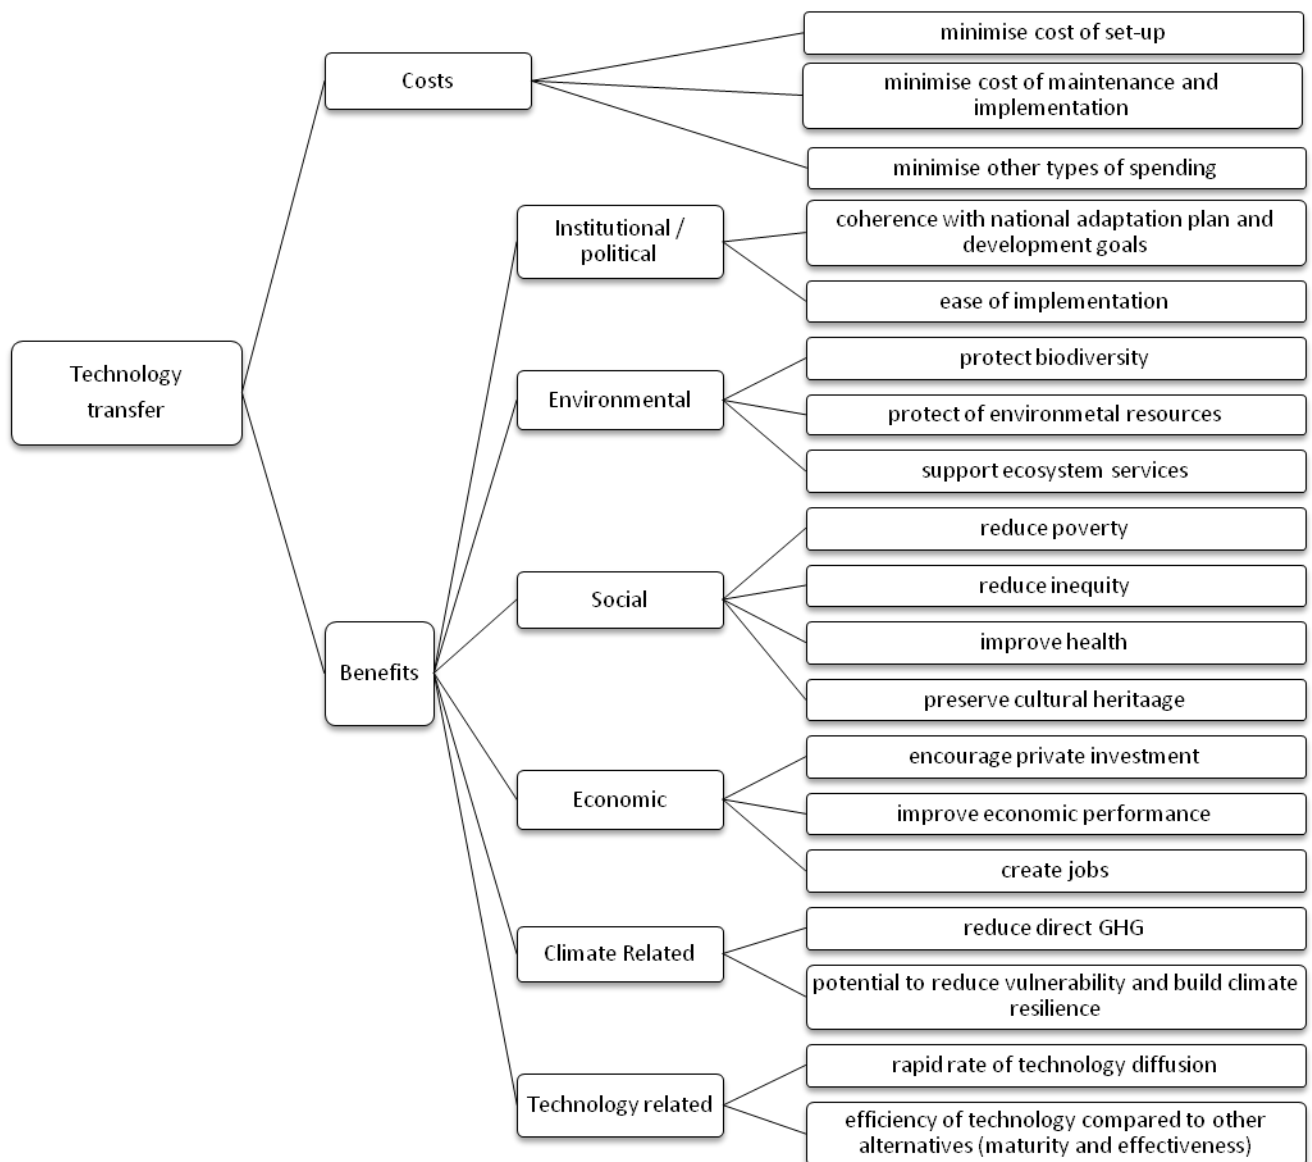 minimise cost of set-up
Costs
minimise cost of maintenance and
implementation
minimise other types of spending
Institutional /
political
coherence with national adaptation plan and
development goals
ease of implementation
Technology
transfer
Environmental
protect biodiversity
protect of environmetal resources
support ecosystem services
Benefits
Social
reduce poverty
reduce inequity
improve health
preserve cultural heritaage
Economic
encourage private investment
improve economic performance
create jobs
Climate Related
reduce direct GHG
potential to reduce vulnerability and build climate
resilience
Technology related
rapid rate of technology diffusion
efficiency of technology compared to other
alternatives (maturity and effectiveness)